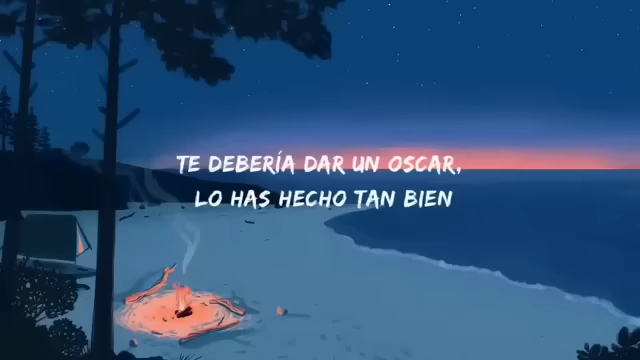 TE DEBERÍA DAR UN OSCAR,
LO HAS HECHO TAN BIEN